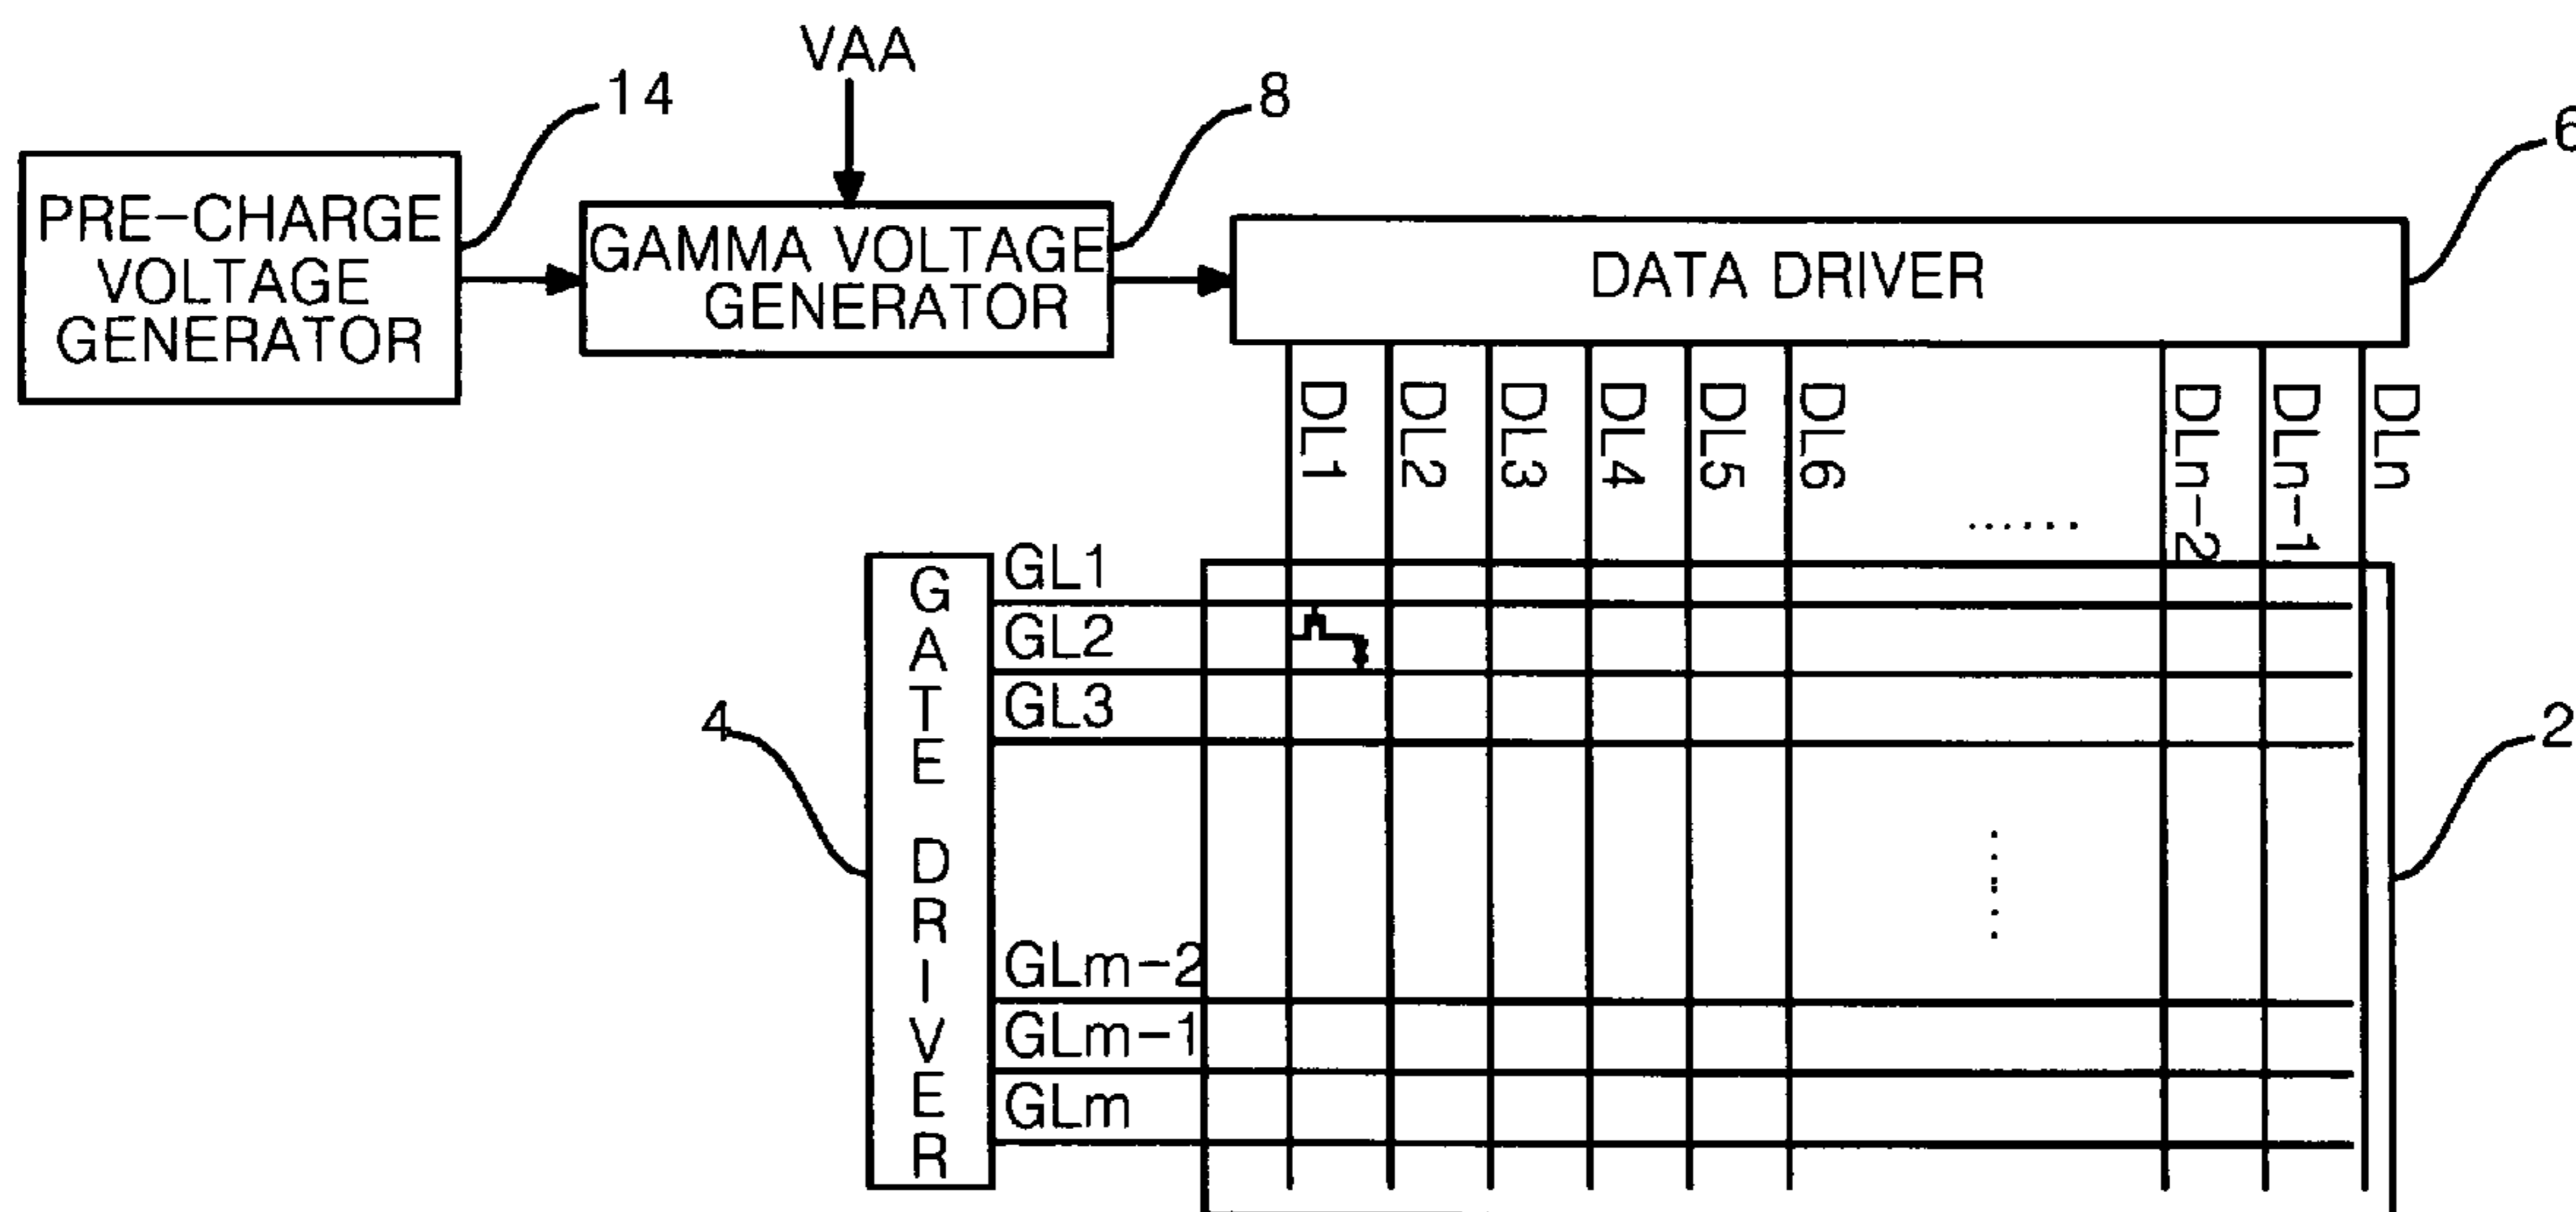 VAA
14
8
6
PRE-CHARGE
VOLTAGE
GENERATOR
GAMMA VOLTAGE
GENERATOR
DATA DRIVER
DL1
DL2
DL3
DL4
DL5
DL6
......
DLn-2
DLn-1
DLn
GATE DRIVER
GL1
GL2
GL3
4
2
GLm-2
GLm-1
GLm